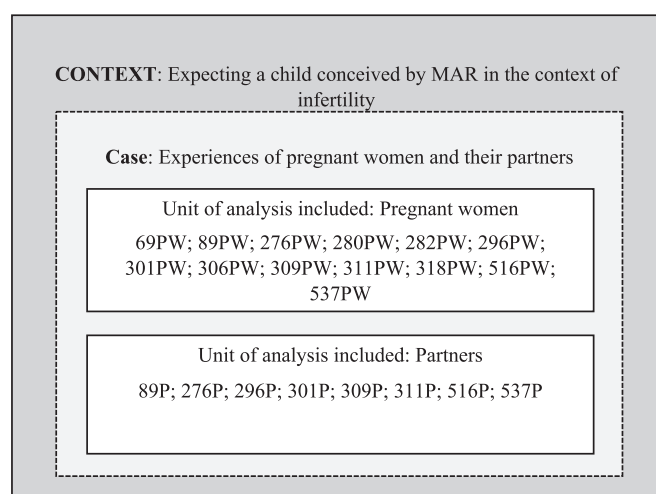 CONTEXT: Expecting a child conceived by MAR in the context of
infertility
Case: Experiences of pregnant women and their partners
Unit of analysis included: Pregnant women
69PW; 89PW; 276PW; 280PW; 282PW; 296PW;
301PW; 306PW; 309PW; 311PW; 318PW; 516PW;
537PW
Unit of analysis included: Partners
89P; 276P; 296P; 301P; 309P; 311P; 516P; 537P